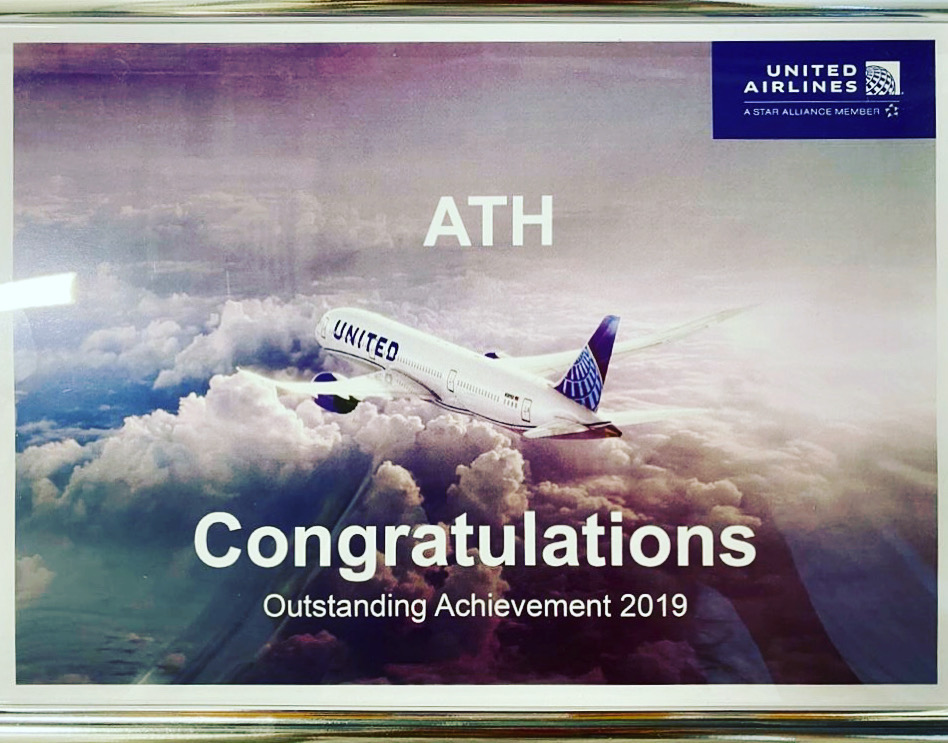 UNITED
AIRLINES
A STAR ALLIANCE MEMBER
ATH
UNITED
Congratulations
Outstanding Achievement 2019